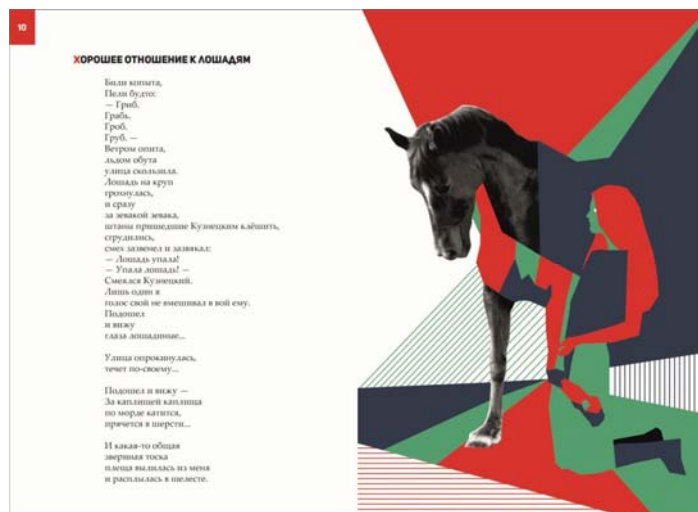 10
ХОРОШЕЕ ОТНОШЕНИЕ К ЛОШАДЯМ
Били копыта,
Пели будто:
— Гриб.
Грабь.
Гроб.
Груб. —
Ветром опита,
льдом обута
улица скользила.
Лошадь на круп
грохнулась,
и сразу
за зевакой зевака,
штаны пришедшие Кузнецким клёшить,
сгрудились,
смех зазвенел и зазвякал:
— Лошадь упала!
— Упала лошадь! —
Смеялся Кузнецкий.
Лишь один я
голос свой не вмешивал в вой ему.
Подошел
и вижу
глаза лошадиные...
Улица опрокинулась,
течет по-своему...
Подошел и вижу —
За каплищей каплища
по морде катится,
прячется в шерсти...
И какая-то общая
звериная тоска
плеща вылилась из меня
и расплылась в шелесте.